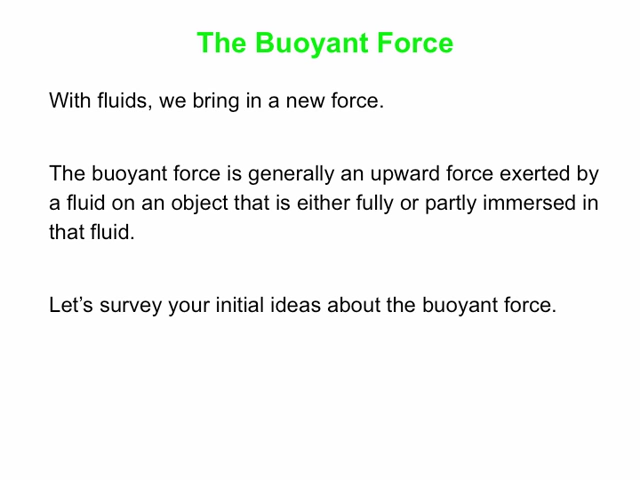 The Buoyant Force
With fluids, we bring in a new force.
The buoyant force is generally an upward force exerted by
a fluid on an object that is either fully or partly immersed in
that fluid.
Let’s survey your initial ideas about the buoyant force.